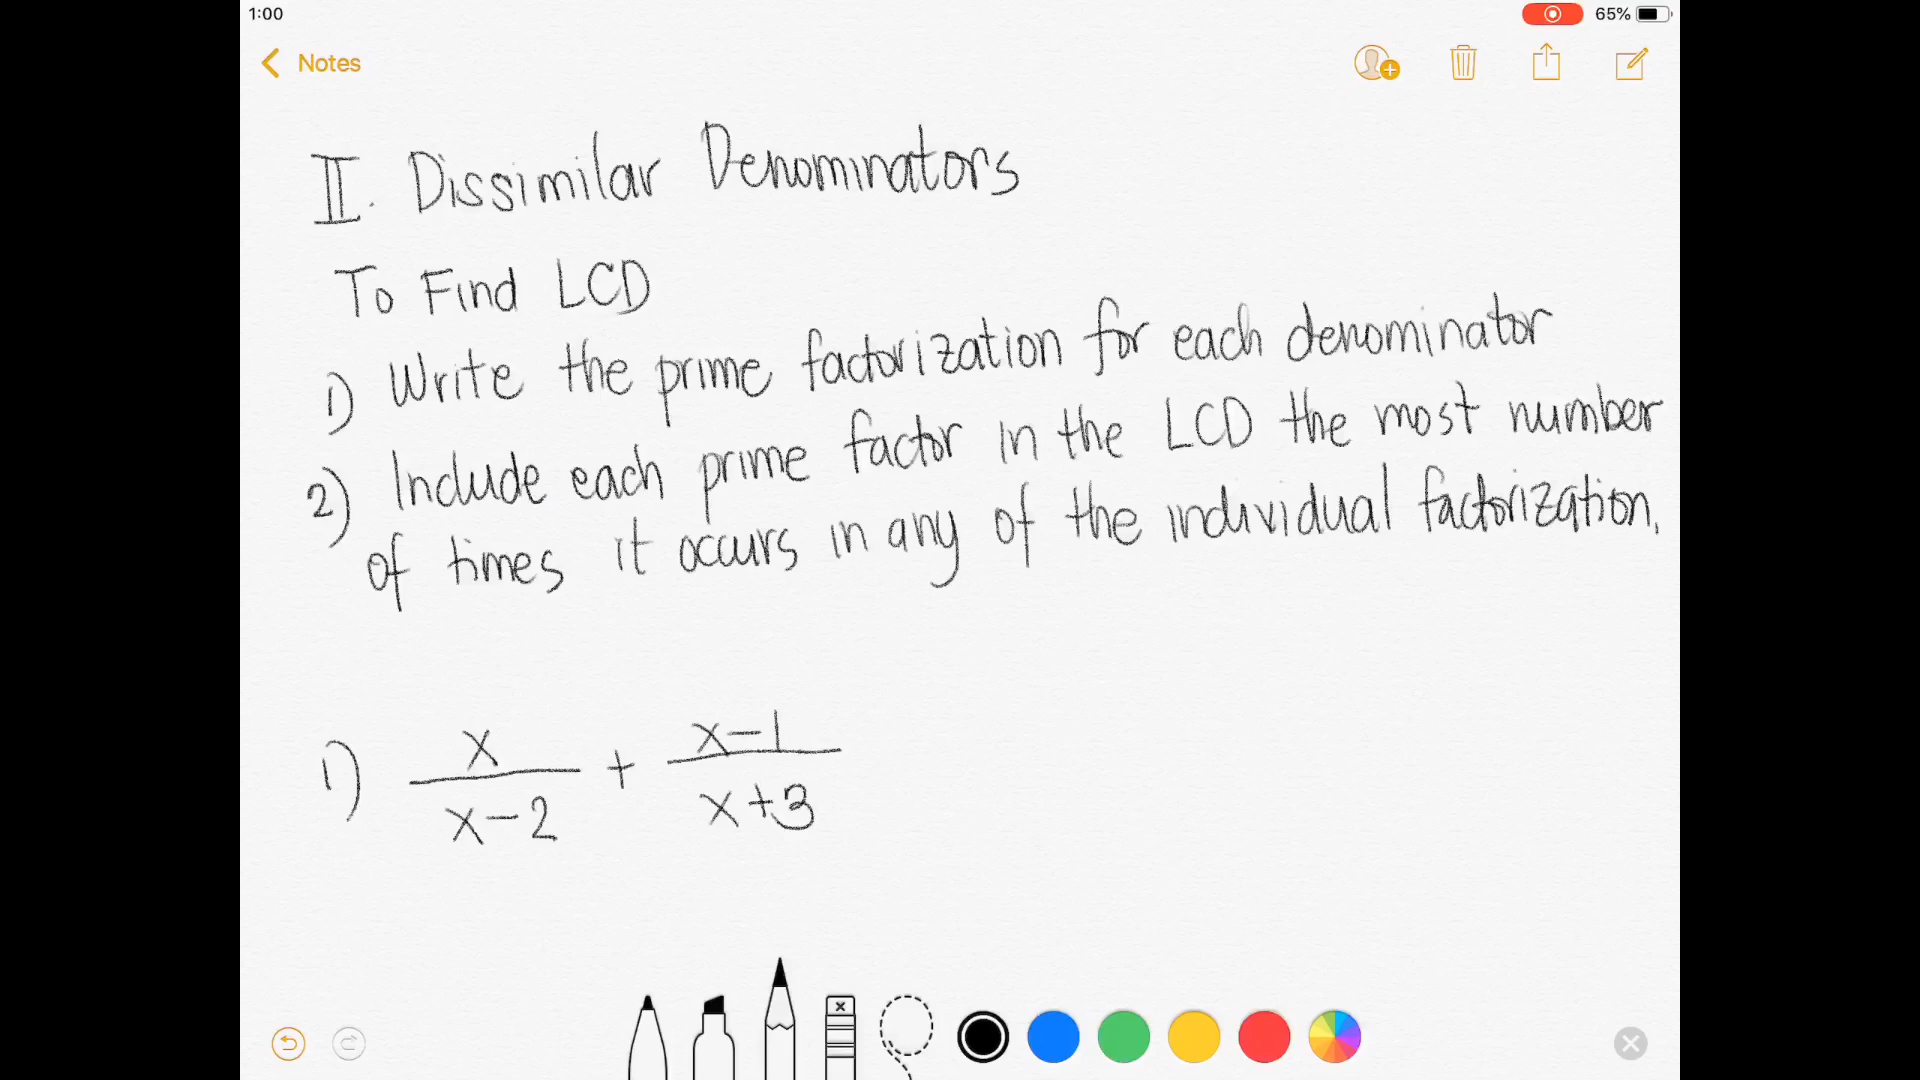 1:00
65%
Notes
II. Dissimilar Denominators
To Find LCD
1) Write the prime factorization for each denominator
2) Include each prime factor in the LCD the most number
of times it occurs in any of the individual factorization.
1) x/(x-2) + (x-1)/(x+3)